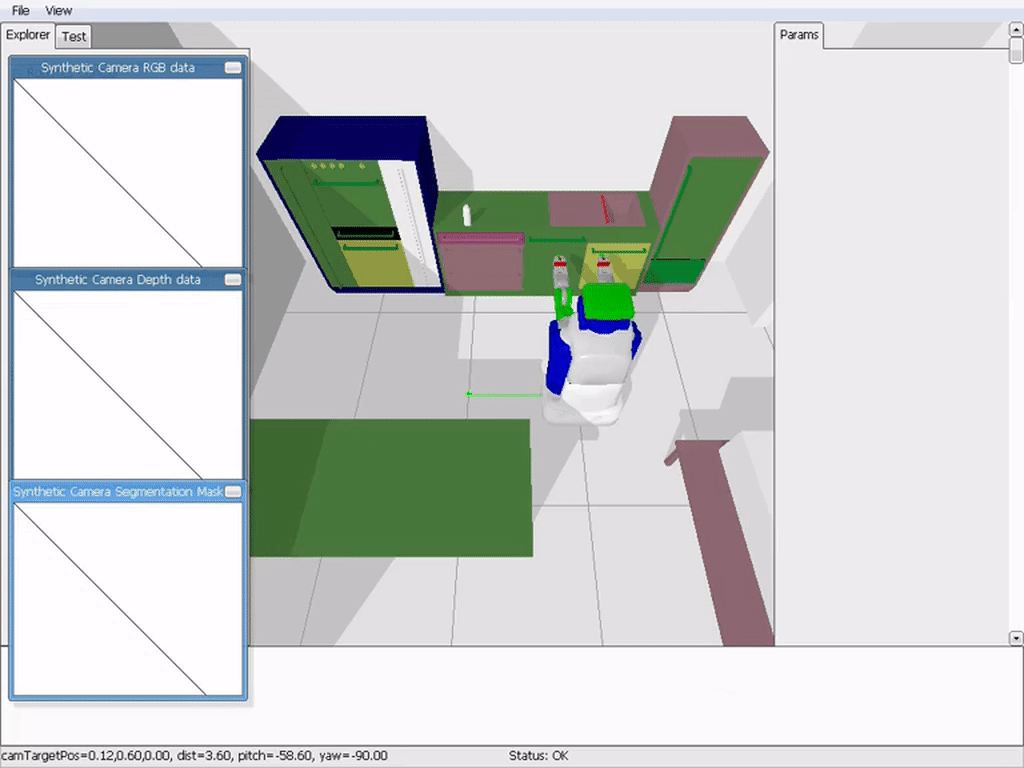 File View
Explorer Test
Params
Synthetic Camera RGB data
Synthetic Camera Depth data
Synthetic Camera Segmentation Mask
camTargetPos=0.12,0.60,0.00, dist=3.60, pitch=-58.60, yaw=-90.00
Status: OK